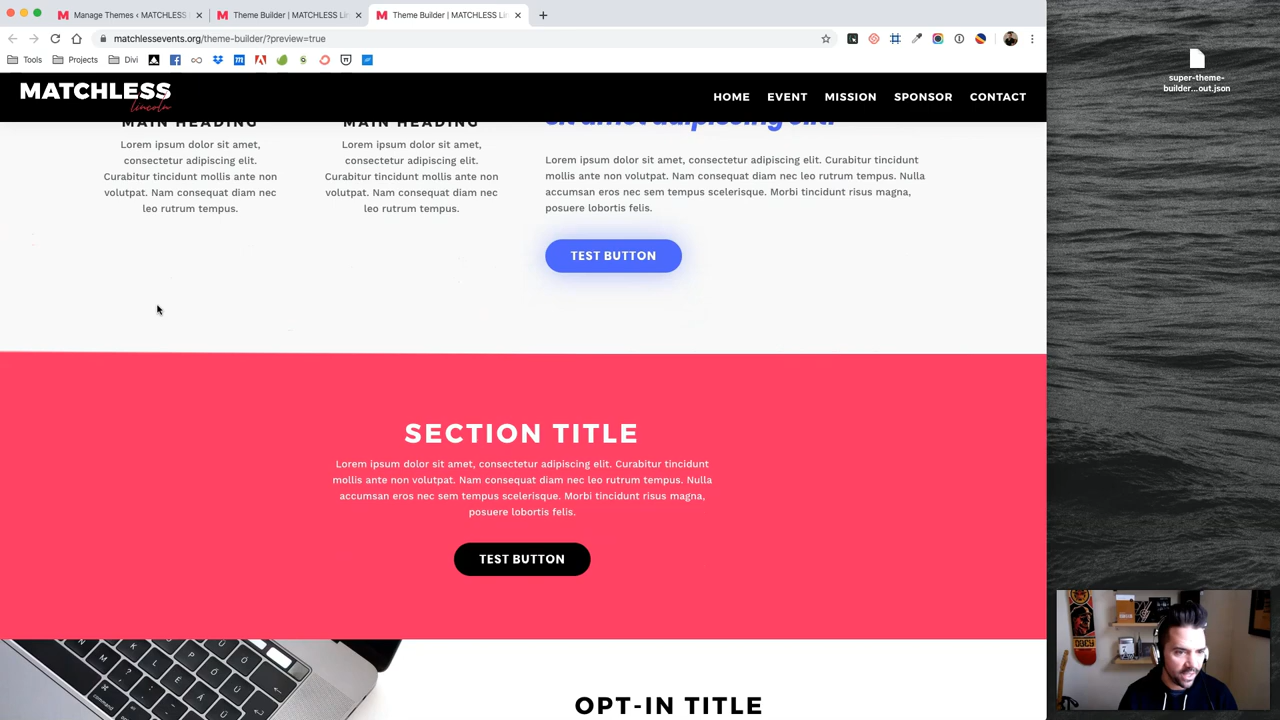 Manage Themes ‹ MATCHLESS
Theme Builder | MATCHLESS Li
Theme Builder | MATCHLESS Li
matchlessevents.org/theme-builder/?preview=true
Tools
Projects
Divi
MATCHLESS
lincoln
HOME
EVENT
MISSION
SPONSOR
CONTACT
super-theme-
builder...out.json
MAIN HEADING
MAIN HEADING
sit amet adipiscing elit.
Lorem ipsum dolor sit amet,
consectetur adipiscing elit.
Curabitur tincidunt mollis ante non
volutpat. Nam consequat diam nec
leo rutrum tempus.
Lorem ipsum dolor sit amet,
consectetur adipiscing elit.
Curabitur tincidunt mollis ante non
volutpat. Nam consequat diam nec
leo rutrum tempus.
Lorem ipsum dolor sit amet, consectetur adipiscing elit. Curabitur tincidunt
mollis ante non volutpat. Nam consequat diam nec leo rutrum tempus. Nulla
accumsan eros nec sem tempus scelerisque. Morbi tincidunt risus magna,
posuere lobortis felis.
TEST BUTTON
SECTION TITLE
Lorem ipsum dolor sit amet, consectetur adipiscing elit. Curabitur tincidunt
mollis ante non volutpat. Nam consequat diam nec leo rutrum tempus. Nulla
accumsan eros nec sem tempus scelerisque. Morbi tincidunt risus magna,
posuere lobortis felis.
TEST BUTTON
OPT-IN TITLE
OBEY